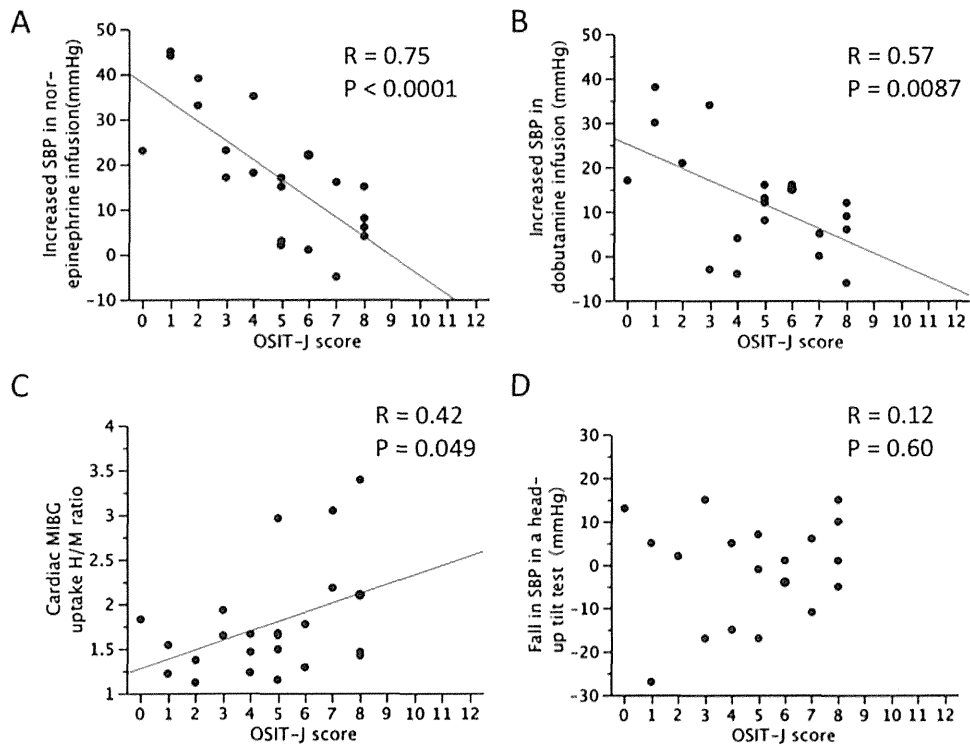 A
R = 0.75
P < 0.0001
Increased SBP in nor-
epinephrine infusion(mmHg)
50
40
30
20
10
0
-10
0 1 2 3 4 5 6 7 8 9 10 11 12
OSIT-J score
B
R = 0.57
P = 0.0087
Increased SBP in
dobutamine infusion (mmHg)
50
40
30
20
10
0
-10
0 1 2 3 4 5 6 7 8 9 10 11 12
OSIT-J score
C
R = 0.42
P = 0.049
Cardiac MIBG
uptake H/M ratio
4
3.5
3
2.5
2
1.5
1
0 1 2 3 4 5 6 7 8 9 10 11 12
OSIT-J score
D
R = 0.12
P = 0.60
Fall in SBP in a head-
up tilt test (mmHg)
30
20
10
0
-10
-20
-30
0 1 2 3 4 5 6 7 8 9 10 11 12
OSIT-J score